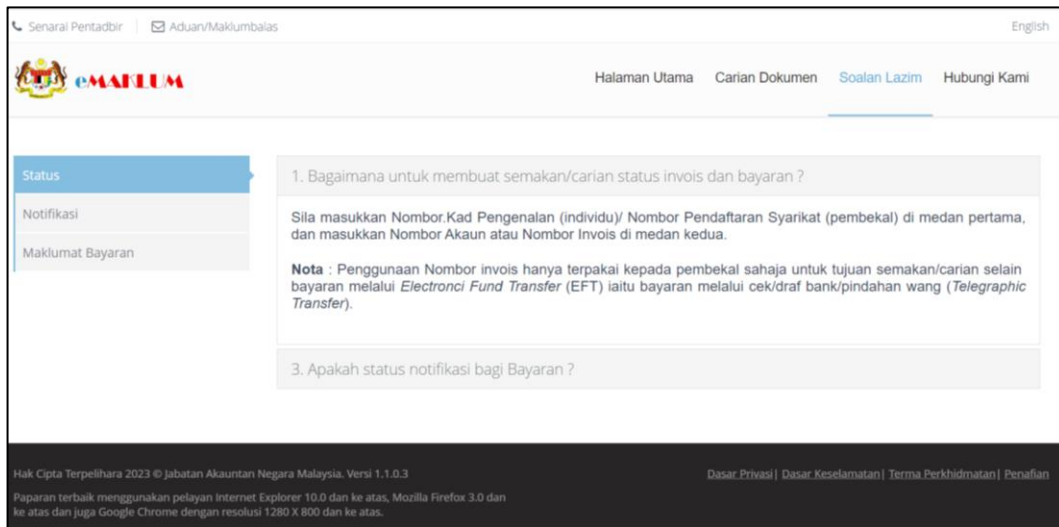 Senarai Pentadbir
Aduan/Maklumbalas
English
eMAKLUM
Halaman Utama
Carian Dokumen
Soalan Lazim
Hubungi Kami
Status
Notifikasi
Maklumat Bayaran
1. Bagaimana untuk membuat semakan/carian status invois dan bayaran ?
Sila masukkan Nombor.Kad Pengenalan (individu)/ Nombor Pendaftaran Syarikat (pembekal) di medan pertama,
dan masukkan Nombor Akaun atau Nombor Invois di medan kedua.
Nota : Penggunaan Nombor invois hanya terpakai kepada pembekal sahaja untuk tujuan semakan/carian selain
bayaran melalui Electronci Fund Transfer (EFT) iaitu bayaran melalui cek/draf bank/pindahan wang (Telegraphic
Transfer).
3. Apakah status notifikasi bagi Bayaran ?
Hak Cipta Terpelihara 2023 © Jabatan Akauntan Negara Malaysia. Versi 1.1.0.3
Dasar Privasi| Dasar Keselamatan| Terma Perkhidmatan| Penafian
Paparan terbaik menggunakan pelayan Internet Explorer 10.0 dan ke atas, Mozilla Firefox 3.0 dan
ke atas dan juga Google Chrome dengan resolusi 1280 X 800 dan ke atas.